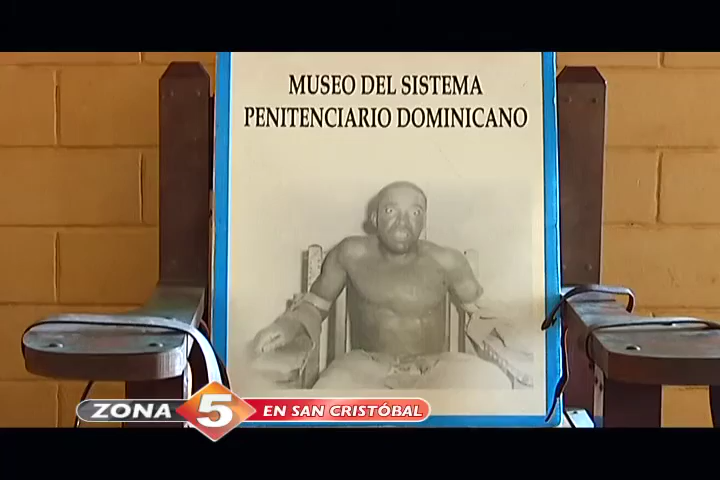 MUSEO DEL SISTEMA
PENITENCIARIO DOMINICANO
ZONA 5 EN SAN CRISTÓBAL